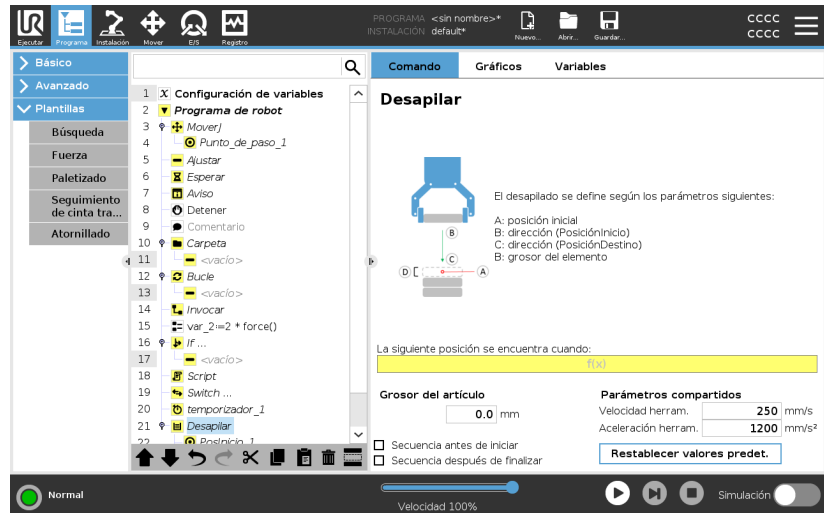 PROGRAMA <sin nombre>*
INSTALACIÓN default*
Ejecutar
Programa
Instalación
Mover
E/S
Registro
Nuevo...
Abrir...
Guardar...
cccc
cccc
Básico
Avanzado
Plantillas
Búsqueda
Fuerza
Paletizado
Seguimiento
de cinta tra...
Atornillado
1 X Configuración de variables
2 Programa de robot
3 MoverJ
4 Punto_de_paso_1
5 Ajustar
6 Esperar
7 Aviso
8 Detener
9 Comentario
10 Carpeta
11 <vacío>
12 Bucle
13 <vacío>
14 Invocar
15 var_2≔2 * force()
16 If ...
17 <vacío>
18 Script
19 Switch ...
20 temporizador_1
21 Desapilar
22 PosInicio_1
Comando
Gráficos
Variables
Desapilar
B
C
D
A
El desapilado se define según los parámetros siguientes:
A: posición inicial
B: dirección (PosiciónInicio)
C: dirección (PosiciónDestino)
B: grosor del elemento
La siguiente posición se encuentra cuando:
f(x)
Grosor del artículo
0.0 mm
Secuencia antes de iniciar
Secuencia después de finalizar
Parámetros compartidos
Velocidad herram. 250 mm/s
Aceleración herram. 1200 mm/s²
Restablecer valores predet.
Normal
Velocidad 100%
Simulación